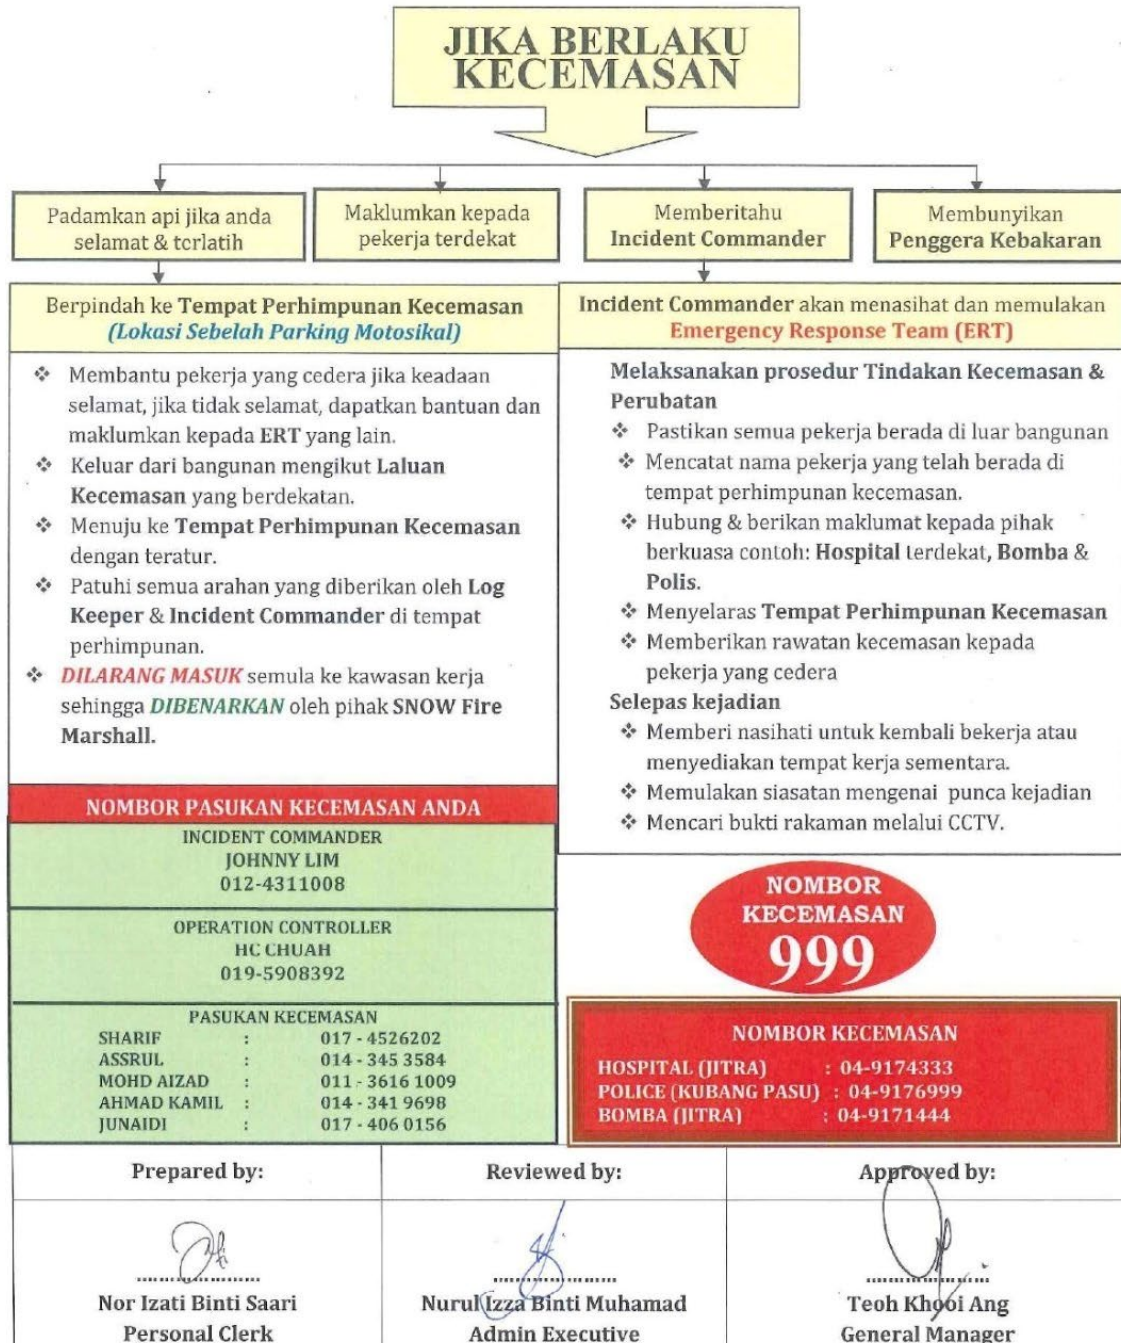 JIKA BERLAKU
KECEMASAN
Padamkan api jika anda
selamat & terlatih
Maklumkan kepada
pekerja terdekat
Memberitahu
Incident Commander
Membunyikan
Penggera Kebakaran
Berpindah ke Tempat Perhimpunan Kecemasan
(Lokasi Sebelah Parking Motosikal)
❖ Membantu pekerja yang cedera jika keadaan
selamat, jika tidak selamat, dapatkan bantuan dan
maklumkan kepada ERT yang lain.
❖ Keluar dari bangunan mengikut Laluan
Kecemasan yang berdekatan.
❖ Menuju ke Tempat Perhimpunan Kecemasan
dengan teratur.
❖ Patuhi semua arahan yang diberikan oleh Log
Keeper & Incident Commander di tempat
perhimpunan.
❖ DILARANG MASUK semula ke kawasan kerja
sehingga DIBENARKAN oleh pihak SNOW Fire
Marshall.
Incident Commander akan menasihat dan memulakan
Emergency Response Team (ERT)
Melaksanakan prosedur Tindakan Kecemasan &
Perubatan
❖ Pastikan semua pekerja berada di luar bangunan
❖ Mencatat nama pekerja yang telah berada di
tempat perhimpunan kecemasan.
❖ Hubung & berikan maklumat kepada pihak
berkuasa contoh: Hospital terdekat, Bomba &
Polis.
❖ Menyelaras Tempat Perhimpunan Kecemasan
❖ Memberikan rawatan kecemasan kepada
pekerja yang cedera
Selepas kejadian
❖ Memberi nasihati untuk kembali bekerja atau
menyediakan tempat kerja sementara.
❖ Memulakan siasatan mengenai punca kejadian
❖ Mencari bukti rakaman melalui CCTV.
NOMBOR PASUKAN KECEMASAN ANDA
INCIDENT COMMANDER
JOHNNY LIM
012-4311008
OPERATION CONTROLLER
HC CHUAH
019-5908392
PASUKAN KECEMASAN
SHARIF : 017 - 4526202
ASSRUL : 014 - 345 3584
MOHD AIZAD : 011 - 3616 1009
AHMAD KAMIL : 014 - 341 9698
JUNAIDI : 017 - 406 0156
NOMBOR
KECEMASAN
999
NOMBOR KECEMASAN
HOSPITAL (JITRA) : 04-9174333
POLICE (KUBANG PASU) : 04-9176999
BOMBA (JITRA) : 04-9171444
Prepared by:
Reviewed by:
Approved by:
Nor Izati Binti Saari
Personal Clerk
Nurul Izza Binti Muhamad
Admin Executive
Teoh Khooi Ang
General Manager